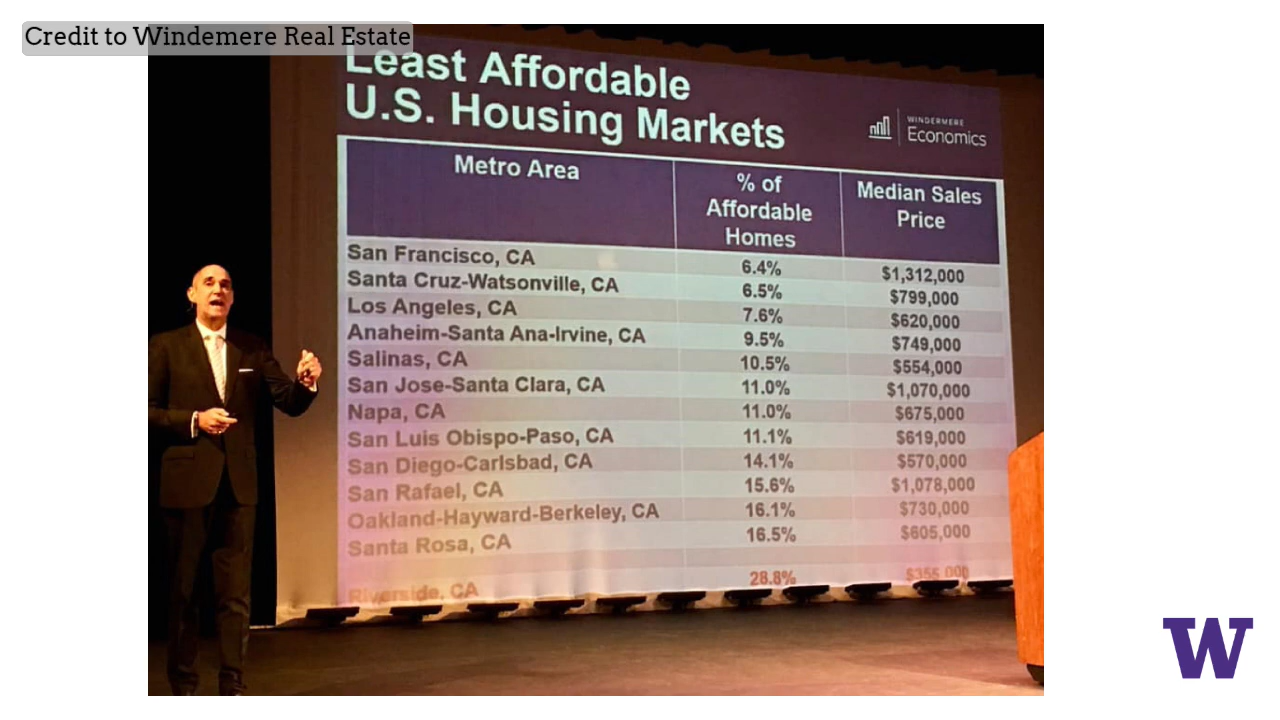 Credit to Windemere Real Estate
Least Affordable
U.S. Housing Markets
WINDERMERE
Economics
Metro Area
% of
Affordable
Homes
Median Sales
Price
San Francisco, CA 6.4% $1,312,000
Santa Cruz-Watsonville, CA 6.5% $799,000
Los Angeles, CA 7.6% $620,000
Anaheim-Santa Ana-Irvine, CA 9.5% $749,000
Salinas, CA 10.5% $554,000
San Jose-Santa Clara, CA 11.0% $1,070,000
Napa, CA 11.0% $675,000
San Luis Obispo-Paso, CA 11.1% $619,000
San Diego-Carlsbad, CA 14.1% $570,000
San Rafael, CA 15.6% $1,078,000
Oakland-Hayward-Berkeley, CA 16.1% $730,000
Santa Rosa, CA 16.5% $605,000
Riverside, CA 28.8% $355,000
W